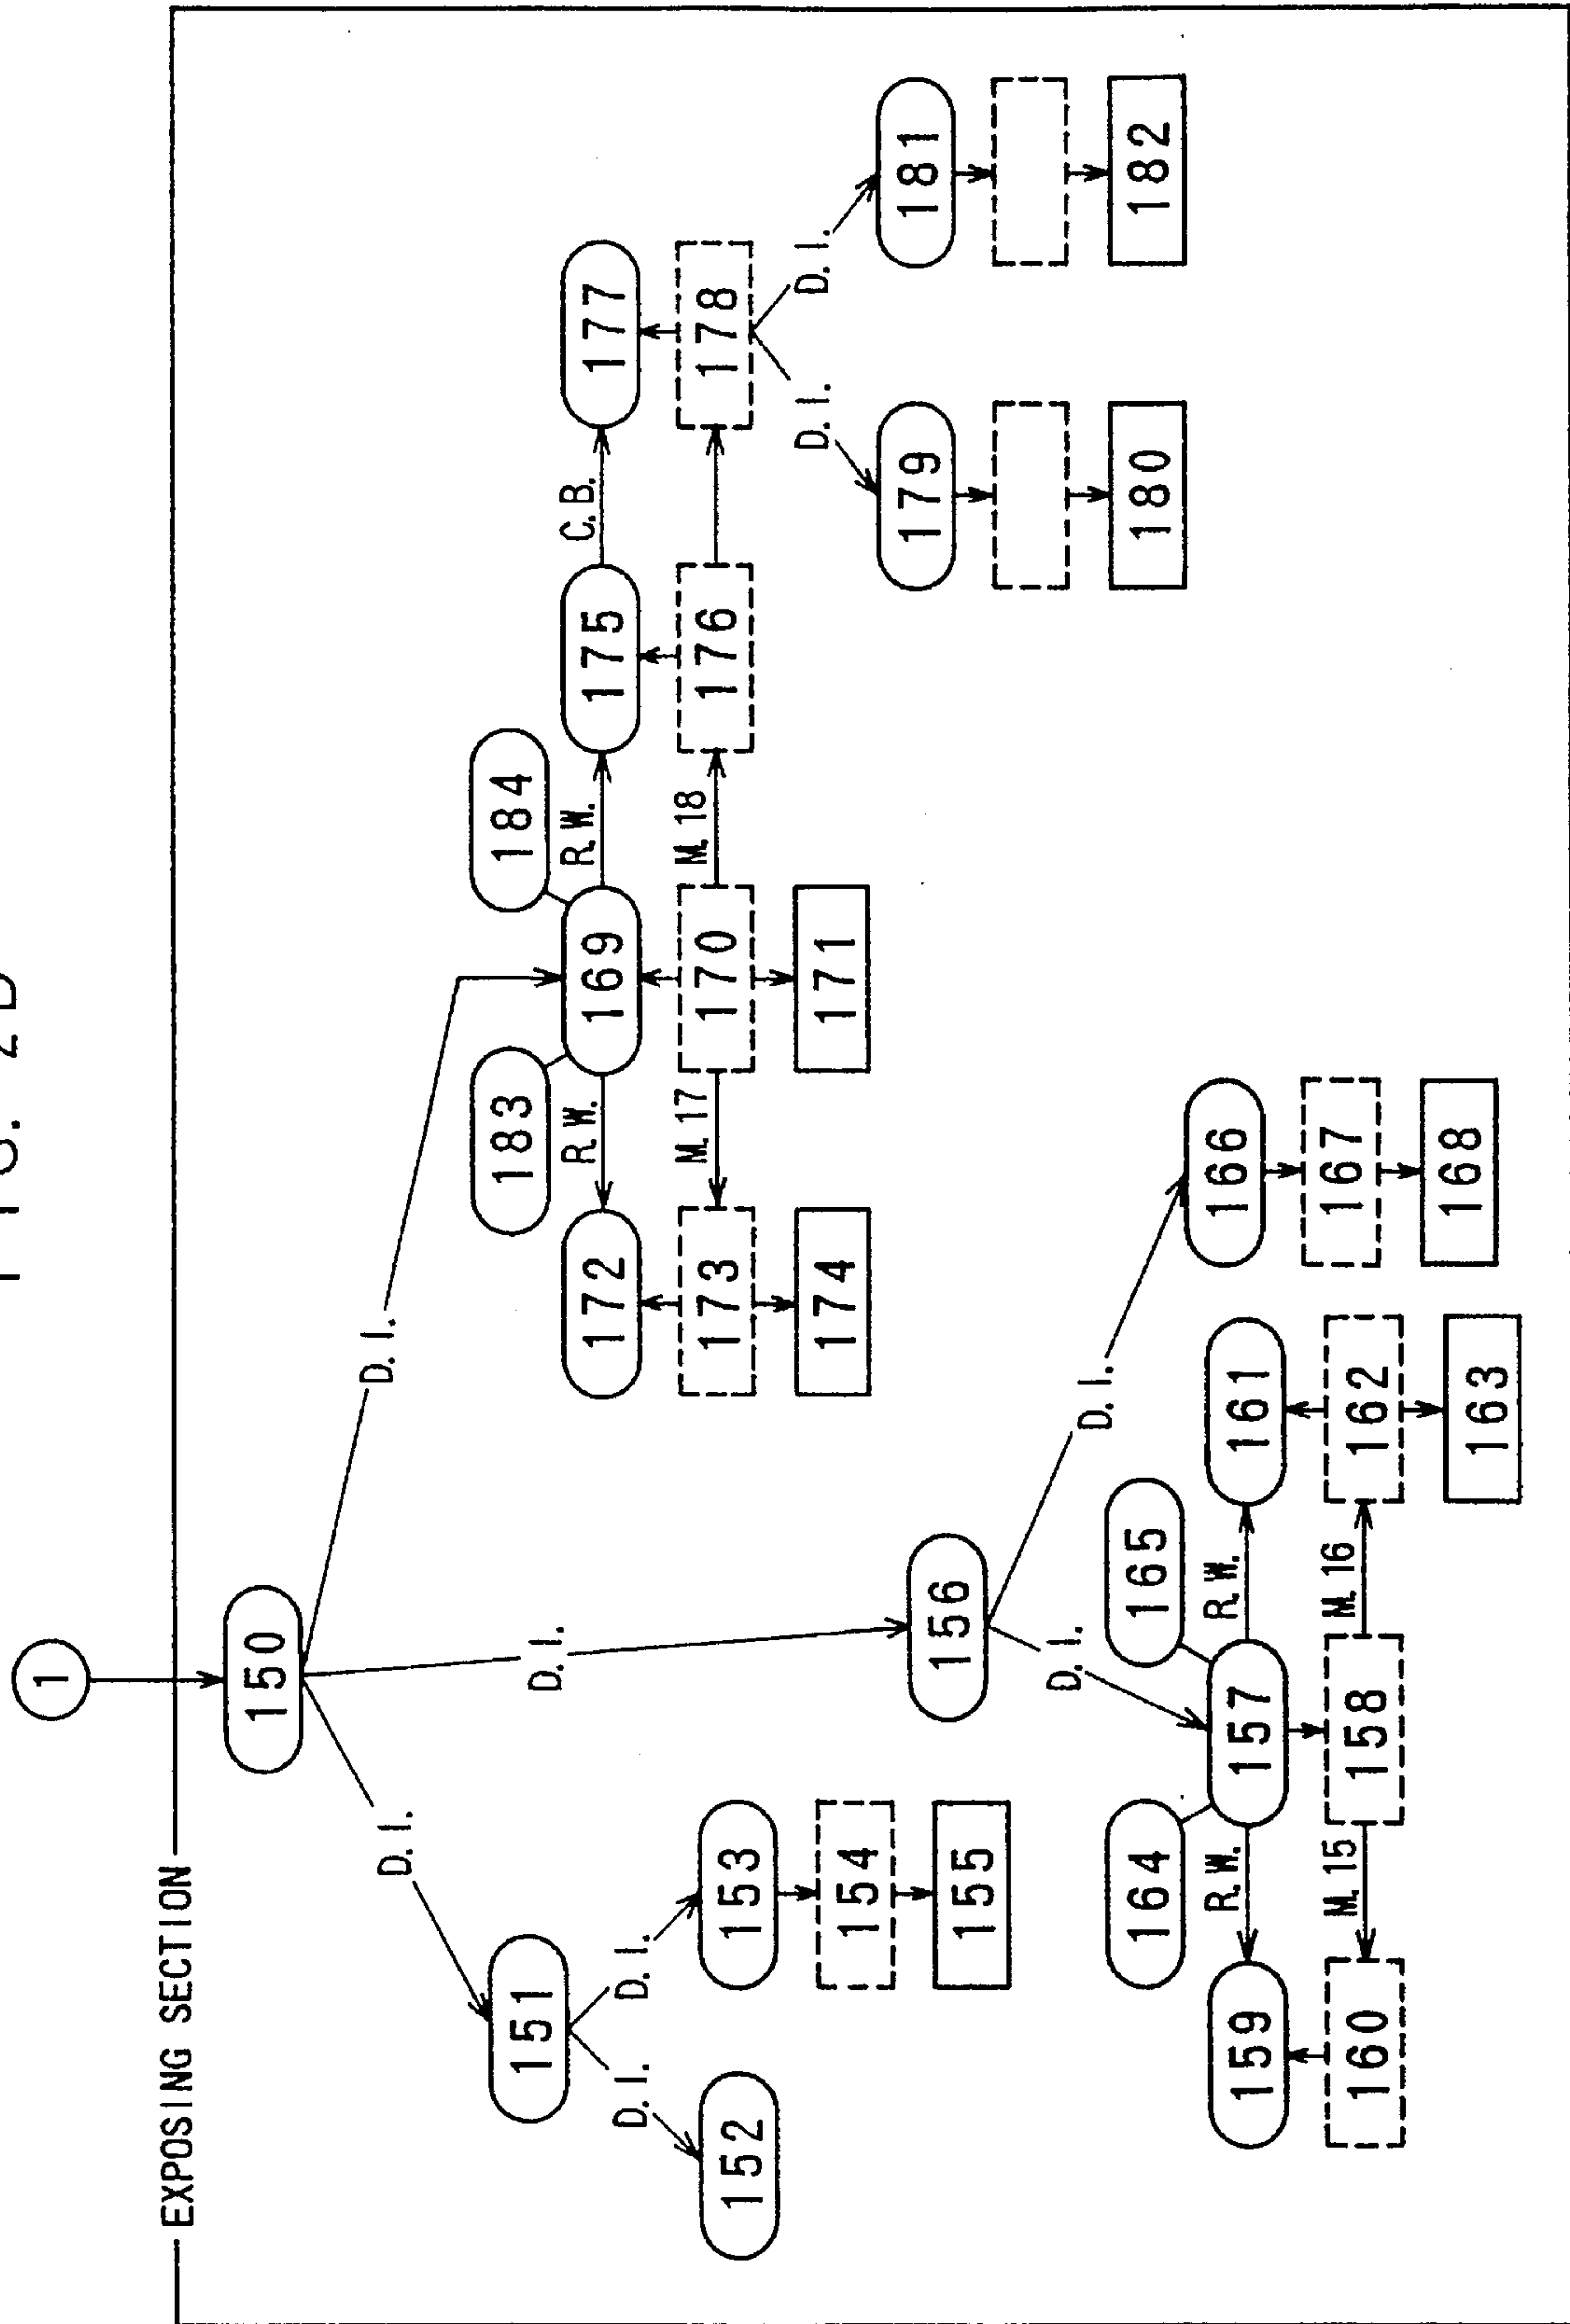 FIG.
1
EXPOSING SECTION
150
D.I. D.I.
183 184
151
D.I.
R.W. R.W. C.B.
172 169 175 177
D.I. D.I.
M.17 M.18
173 170 176 178
152 153
D.I. D.I.
174 171
154
179 181
156
155
D.I. D.I.
164 165 180 182
R.W. R.W.
166
159 157 161
M.15 M.16
167
160 158 162
168
163